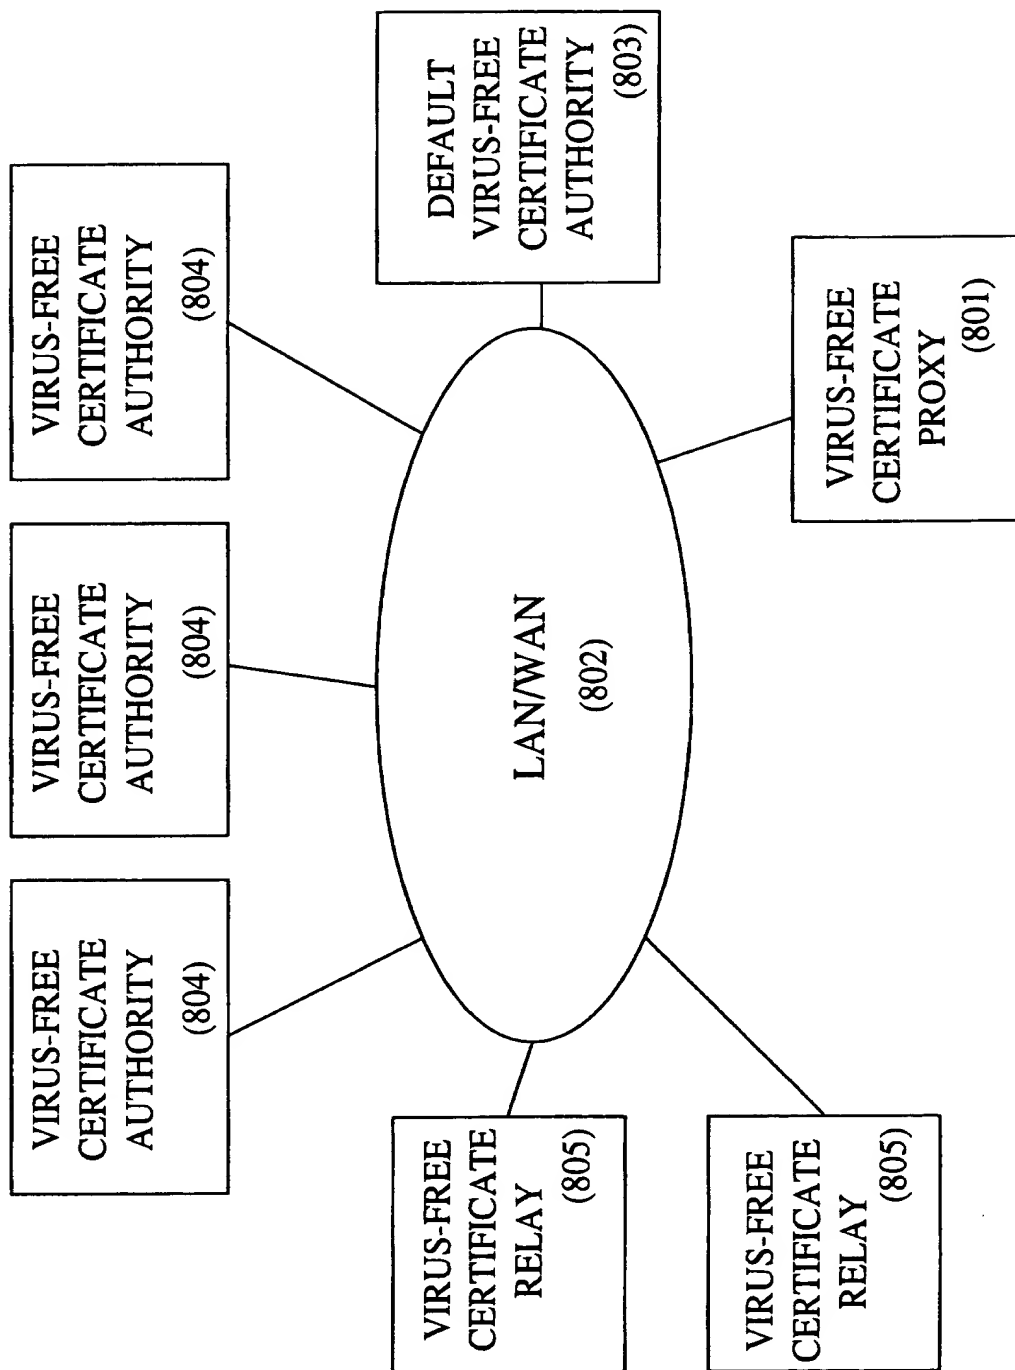 VIRUS-FREE
CERTIFICATE
AUTHORITY
(804)
VIRUS-FREE
CERTIFICATE
AUTHORITY
(804)
VIRUS-FREE
CERTIFICATE
AUTHORITY
(804)
VIRUS-FREE
CERTIFICATE
RELAY
(805)
LAN/WAN
(802)
DEFAULT
VIRUS-FREE
CERTIFICATE
AUTHORITY
(803)
VIRUS-FREE
CERTIFICATE
RELAY
(805)
VIRUS-FREE
CERTIFICATE
PROXY
(801)